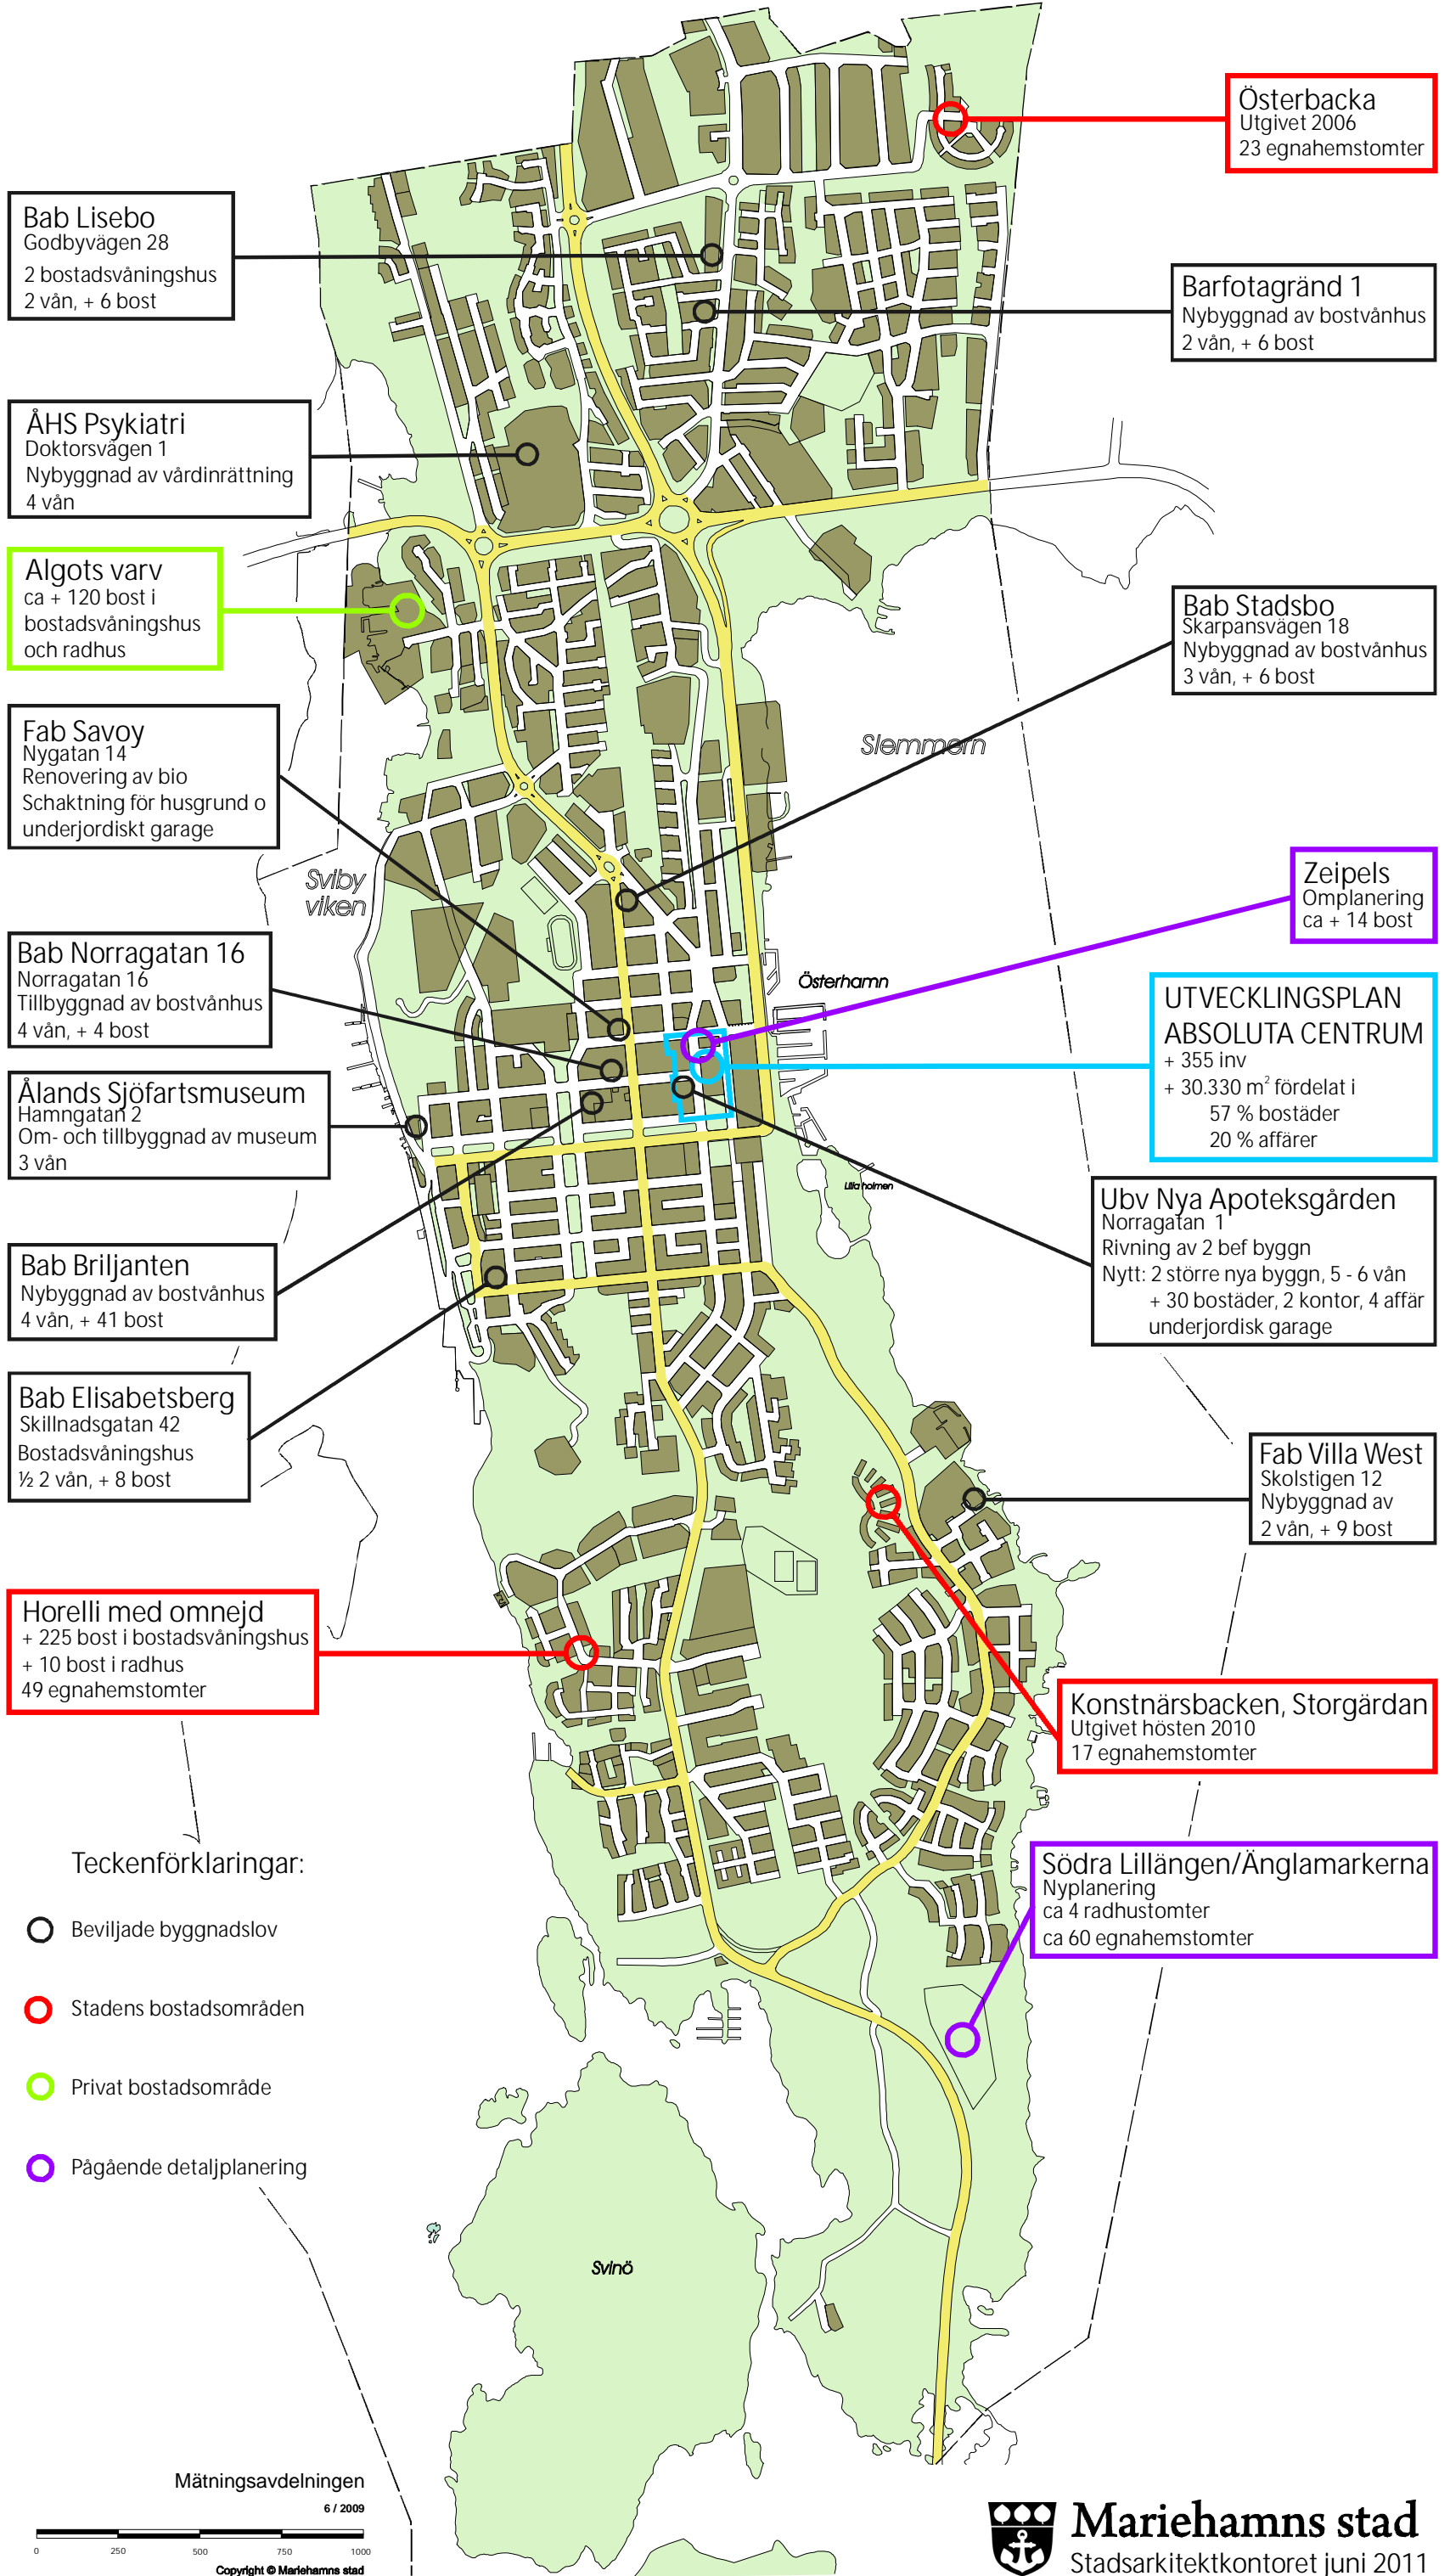 Österbacka
Utgivet 2006
23 egnahemstomter
Bab Lisebo
Godbyvägen 28
2 bostadsvåningshus
2 vån, + 6 bost
Barfotagränd 1
Nybyggnad av bostvånhus
2 vån, + 6 bost
ÅHS Psykiatri
Doktorsvägen 1
Nybyggnad av vårdinrättning
4 vån
Algots varv
ca + 120 bost i
bostadsvåningshus
och radhus
Bab Stadsbo
Skarpansvägen 18
Nybyggnad av bostvånhus
3 vån, + 6 bost
Fab Savoy
Nygatan 14
Renovering av bio
Schaktning för husgrund o
underjordiskt garage
Slemmern
Sviby
viken
Zeipels
Omplanering
ca + 14 bost
Bab Norragatan 16
Norragatan 16
Tillbyggnad av bostvånhus
4 vån, + 4 bost
Österhamn
UTVECKLINGSPLAN
ABSOLUTA CENTRUM
+ 355 inv
+ 30.330 m² fördelat i
57 % bostäder
20 % affärer
Ålands Sjöfartsmuseum
Hamngatan 2
Om- och tillbyggnad av museum
3 vån
Lilla holmen
Ubv Nya Apoteksgården
Norragatan 1
Rivning av 2 bef byggn
Nytt: 2 större nya byggn, 5 - 6 vån
+ 30 bostäder, 2 kontor, 4 affär
underjordisk garage
Bab Briljanten
Nybyggnad av bostvånhus
4 vån, + 41 bost
Bab Elisabetsberg
Skillnadsgatan 42
Bostadsvåningshus
½ 2 vån, + 8 bost
Fab Villa West
Skolstigen 12
Nybyggnad av
2 vån, + 9 bost
Horelli med omnejd
+ 225 bost i bostadsvåningshus
+ 10 bost i radhus
49 egnahemstomter
Konstnärsbacken, Storgärdan
Utgivet hösten 2010
17 egnahemstomter
Södra Lillängen/Änglamarkerna
Nyplanering
ca 4 radhustomter
ca 60 egnahemstomter
Teckenförklaringar:
Beviljade byggnadslov
Stadens bostadsområden
Privat bostadsområde
Pågående detaljplanering
Svinö
Mätningsavdelningen
6 / 2009
0 250 500 750 1000
Copyright © Mariehamns stad
Mariehamns stad
Stadsarkitektkontoret juni 2011